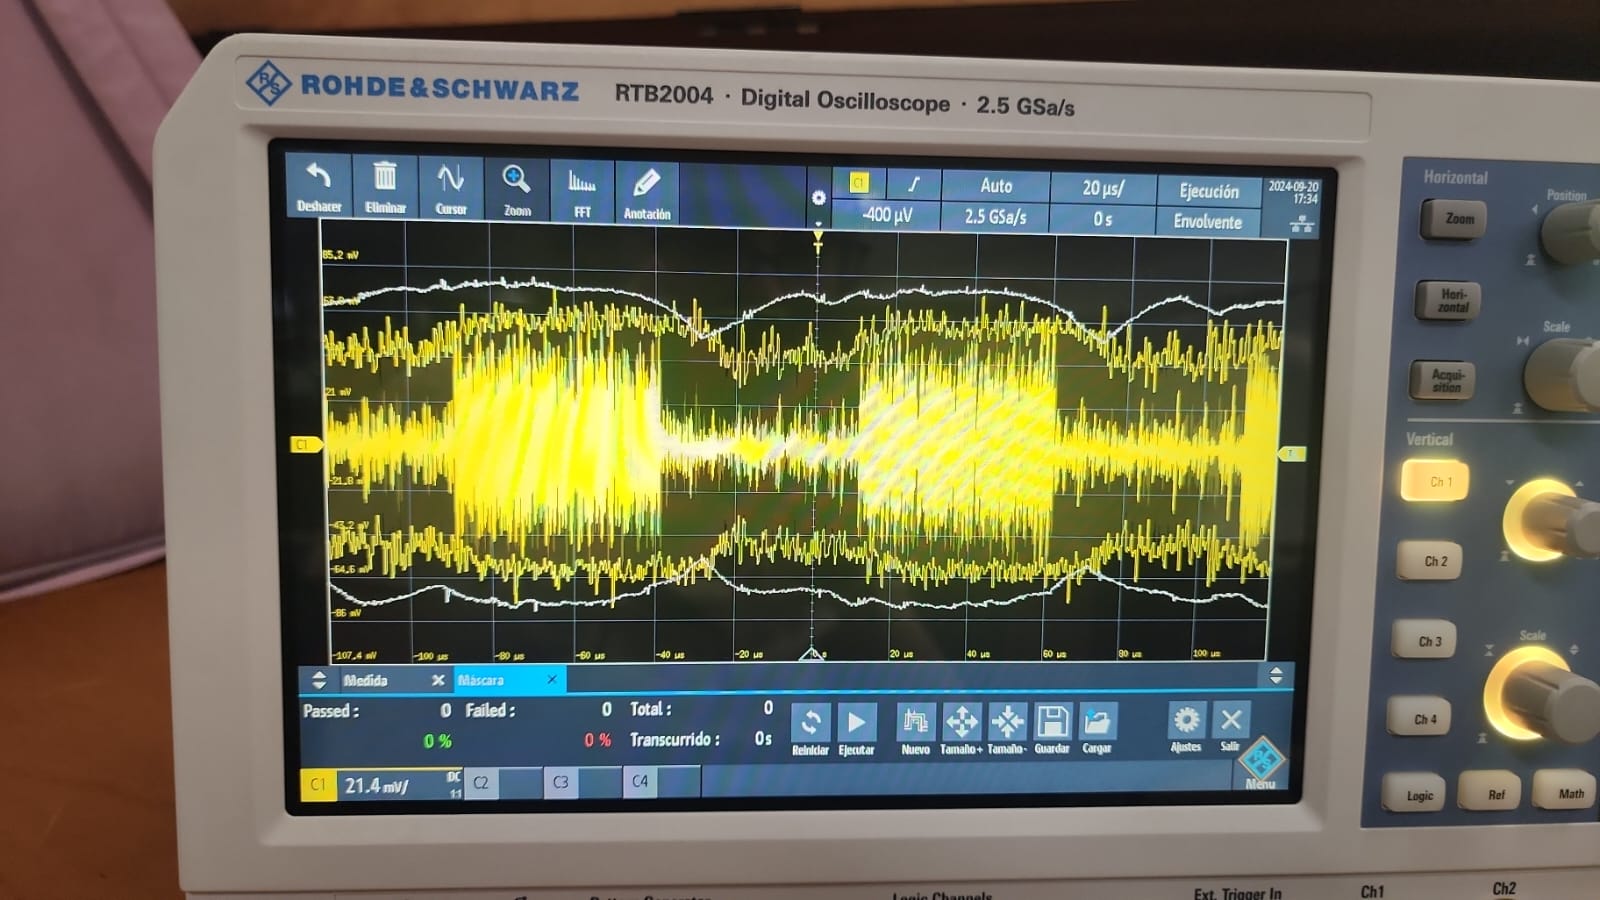 ROHDE&SCHWARZ RTB2004 · Digital Oscilloscope · 2.5 GSa/s
Deshacer Eliminar Cursor Zoom FFT Anotación
C1 Auto 20 µs/ Ejecución 2024-09-20
17:34
-400 µV 2.5 GSa/s 0 s Envolvente
T
85,2 mV
21 mV
C1
-21,8 mV
-43,2 mV
-64,6 mV
-86 mV
-107,4 mV -100 µs -80 µs -60 µs -40 µs -20 µs 0 s 20 µs 40 µs 60 µs 80 µs 100 µs
Medida Máscara
Passed : 0 Failed : 0 Total : 0
0 % 0 % Transcurrido : 0 s
Reiniciar Ejecutar Nuevo Tamaño+ Tamaño- Guardar Cargar Ajustes Salir
Menu
C1 21.4 mV/ DC
1:1
C2 C3 C4
Horizontal
Position
Zoom
Hori-
zontal
Scale
Acqui-
sition
Vertical
Ch 1
Ch 2
Ch 3
Scale
Ch 4
Logic Ref Math
Logic Channels Ext. Trigger In Ch1 Ch2